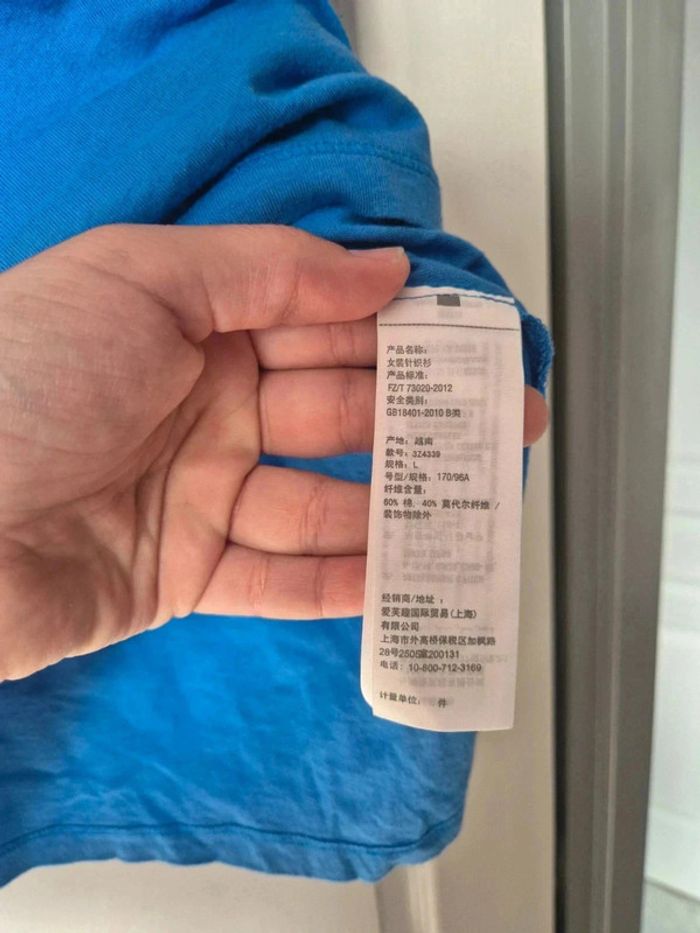 产品名称：
女装针织衫
产品标准：
FZ/T 73020-2012
安全类别：
GB18401-2010 B类
产地：越南
款号：3Z4339
规格：L
号型/规格：170/96A
纤维含量：
60% 棉, 40% 莫代尔纤维 /
装饰物除外
经销商/地址：
爱芙趣国际贸易(上海)
有限公司
上海市外高桥保税区加枫路
28号2505室200131
电话：10-800-712-3169
计量单位： 件